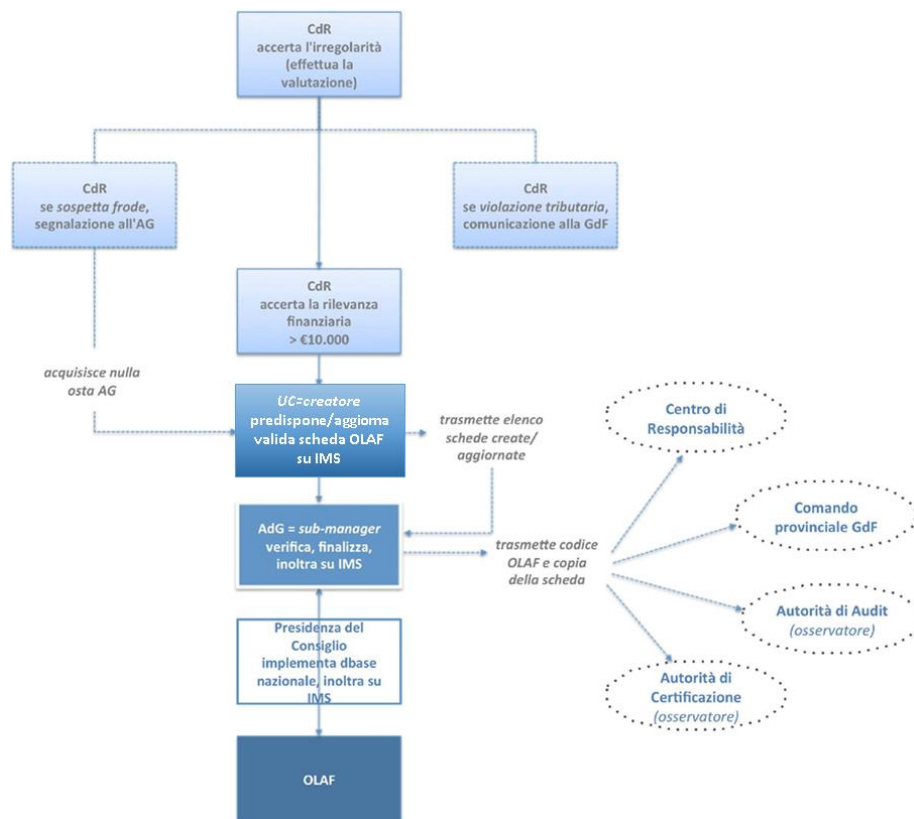 CdR
accerta l'irregolarità
(effettua la
valutazione)
CdR
se sospetta frode,
segnalazione all'AG
CdR
se violazione tributaria,
comunicazione alla GdF
CdR
accerta la rilevanza
finanziaria
> €10.000
acquisisce nulla
osta AG
UC=creatore
predispone/aggiorna
valida scheda OLAF
su IMS
trasmette elenco
schede create/
aggiornate
Centro di
Responsabilità
Comando
provinciale GdF
AdG = sub-manager
verifica, finalizza,
inoltra su IMS
trasmette codice
OLAF e copia
della scheda
Autorità di Audit
(osservatore)
Presidenza del
Consiglio
implementa dbase
nazionale, inoltra su
IMS
Autorità di
Certificazione
(osservatore)
OLAF